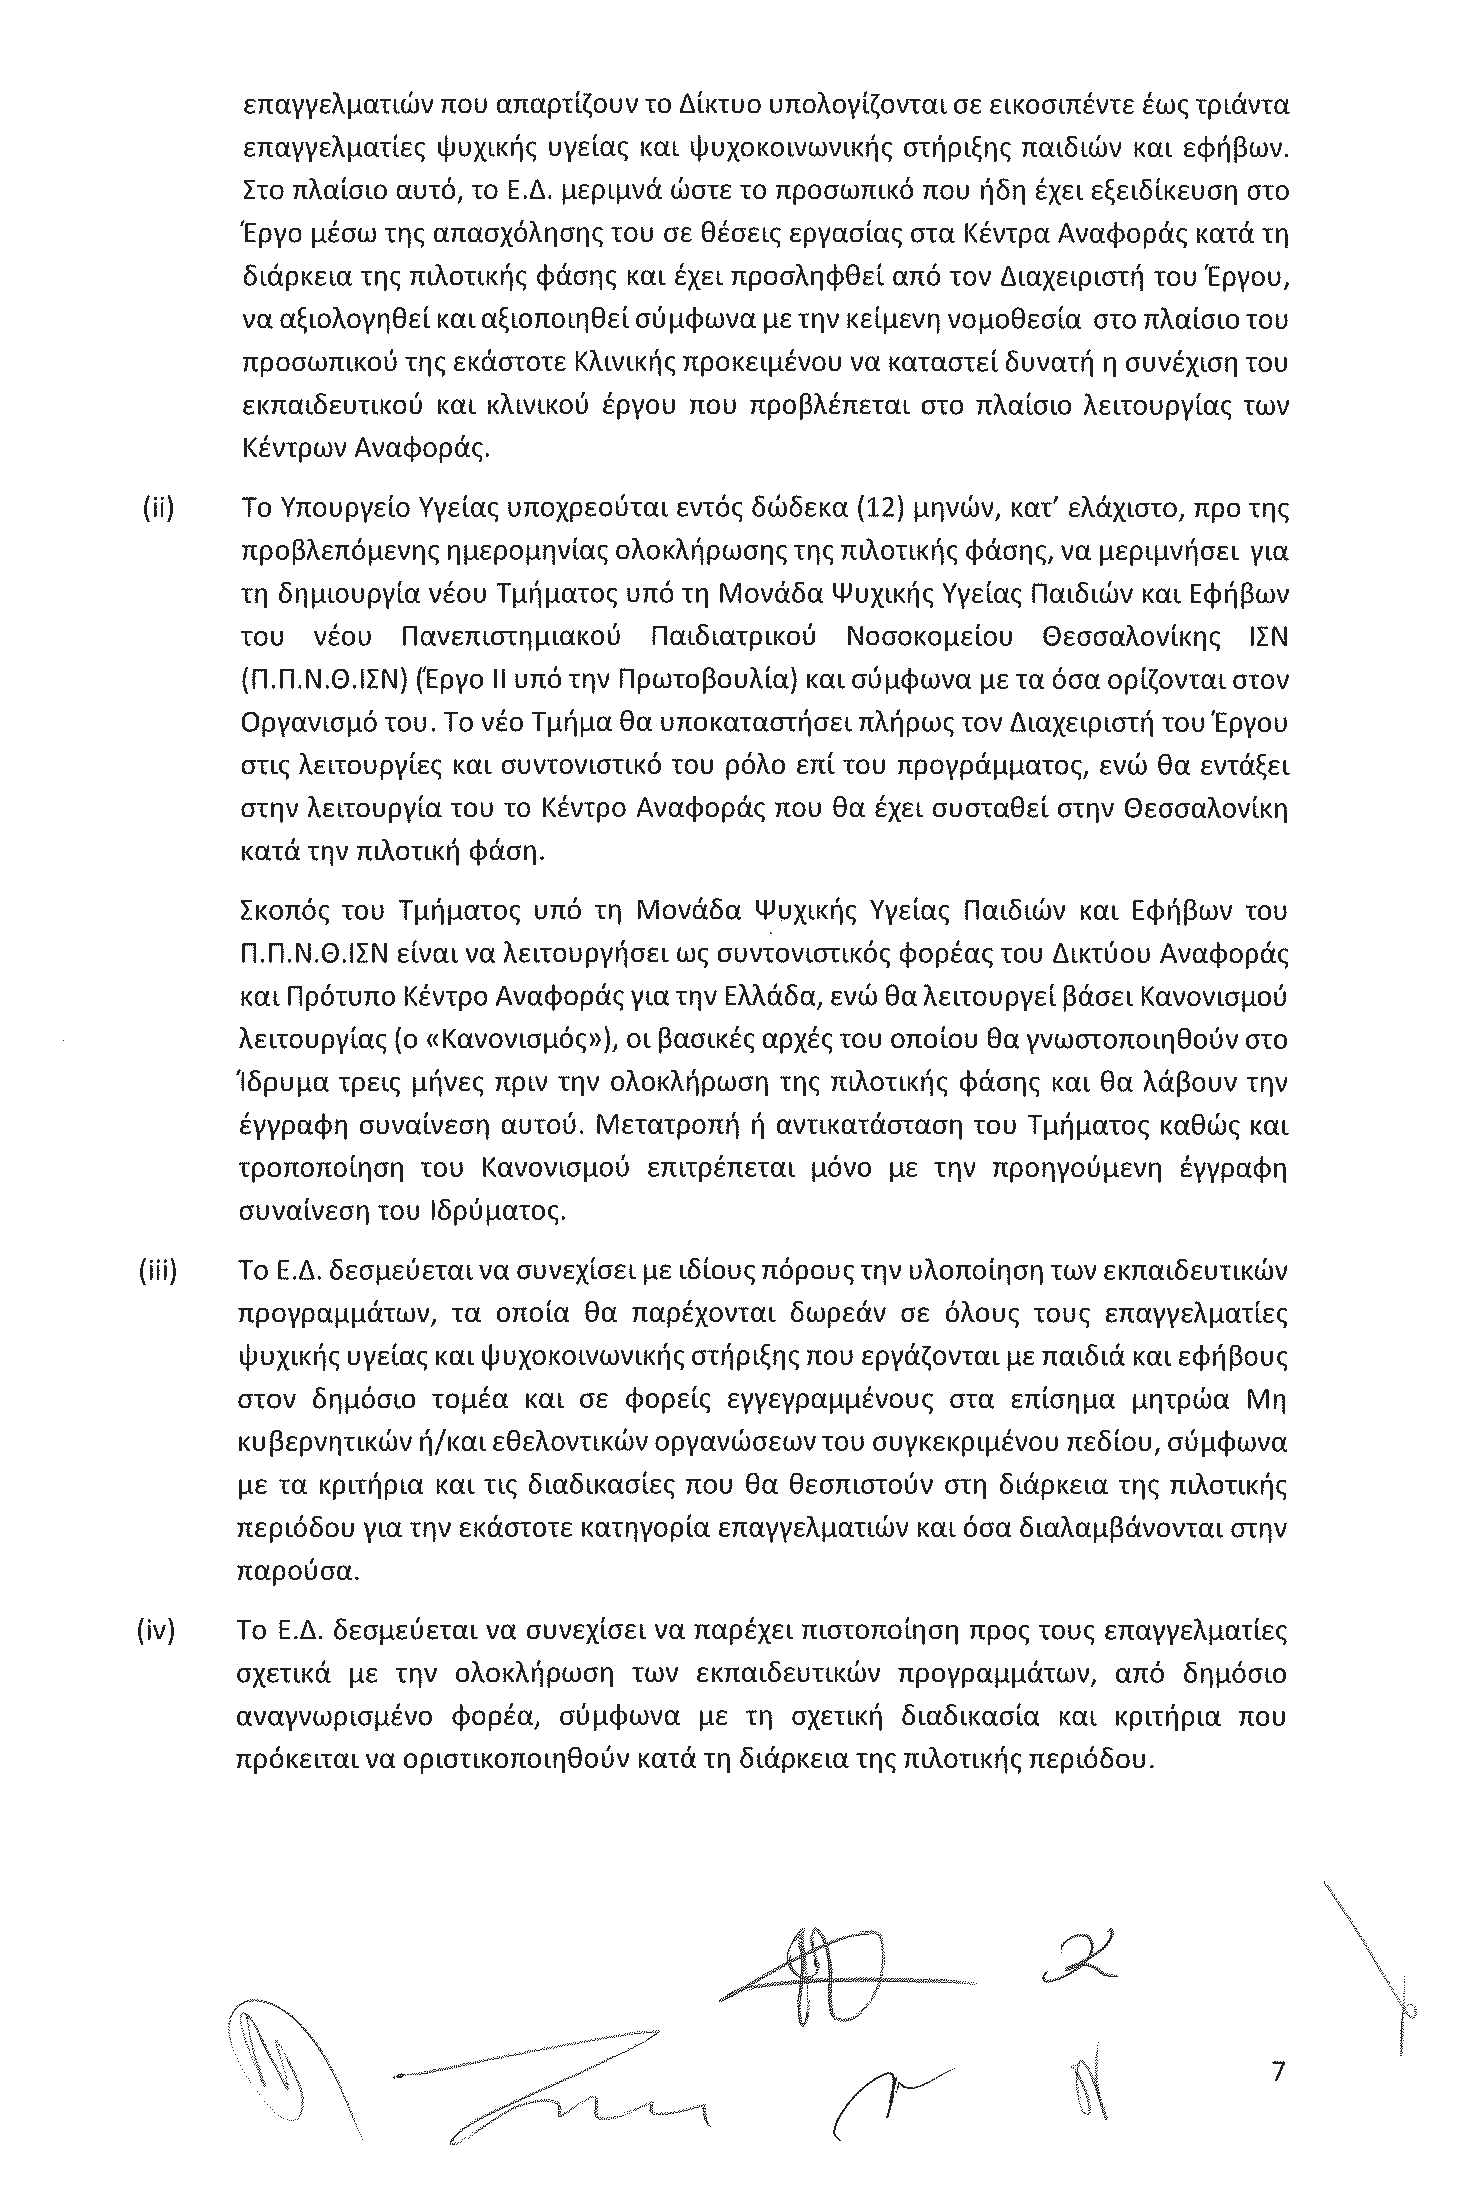 επαγγελματιών που απαρτίζουν το Δίκτυο υπολογίζονται σε εικοσιπέντε έως τριάντα
επαγγελματίες ψυχικής υγείας και ψυχοκοινωνικής στήριξης παιδιών και εφήβων.
Στο πλαίσιο αυτό, το Ε.Δ. μεριμνά ώστε το προσωπικό που ήδη έχει εξειδίκευση στο
Έργο μέσω της απασχόλησης του σε θέσεις εργασίας στα Κέντρα Αναφοράς κατά τη
διάρκεια της πιλοτικής φάσης και έχει προσληφθεί από τον Διαχειριστή του Έργου,
να αξιολογηθεί και αξιοποιηθεί σύμφωνα με την κείμενη νομοθεσία στο πλαίσιο του
προσωπικού της εκάστοτε Κλινικής προκειμένου να καταστεί δυνατή η συνέχιση του
εκπαιδευτικού και κλινικού έργου που προβλέπεται στο πλαίσιο λειτουργίας των
Κέντρων Αναφοράς.
(ii) Το Υπουργείο Υγείας υποχρεούται εντός δώδεκα (12) μηνών, κατ' ελάχιστο, προ της
προβλεπόμενης ημερομηνίας ολοκλήρωσης της πιλοτικής φάσης, να μεριμνήσει για
τη δημιουργία νέου Τμήματος υπό τη Μονάδα Ψυχικής Υγείας Παιδιών και Εφήβων
του νέου Πανεπιστημιακού Παιδιατρικού Νοσοκομείου Θεσσαλονίκης ΙΣΝ
(Π.Π.Ν.Θ.ΙΣΝ) (Έργο ΙΙ υπό την Πρωτοβουλία) και σύμφωνα με τα όσα ορίζονται στον
Οργανισμό του. Το νέο Τμήμα θα υποκαταστήσει πλήρως τον Διαχειριστή του Έργου
στις λειτουργίες και συντονιστικό του ρόλο επί του προγράμματος, ενώ θα εντάξει
στην λειτουργία του το Κέντρο Αναφοράς που θα έχει συσταθεί στην Θεσσαλονίκη
κατά την πιλοτική φάση.
Σκοπός του Τμήματος υπό τη Μονάδα Ψυχικής Υγείας Παιδιών και Εφήβων του
Π.Π.Ν.Θ.ΙΣΝ είναι να λειτουργήσει ως συντονιστικός φορέας του Δικτύου Αναφοράς
και Πρότυπο Κέντρο Αναφοράς για την Ελλάδα, ενώ θα λειτουργεί βάσει Κανονισμού
λειτουργίας (ο «Κανονισμός»), οι βασικές αρχές του οποίου θα γνωστοποιηθούν στο
Ίδρυμα τρεις μήνες πριν την ολοκλήρωση της πιλοτικής φάσης και θα λάβουν την
έγγραφη συναίνεση αυτού. Μετατροπή ή αντικατάσταση του Τμήματος καθώς και
τροποποίηση του Κανονισμού επιτρέπεται μόνο με την προηγούμενη έγγραφη
συναίνεση του Ιδρύματος.
(iii) Το Ε.Δ. δεσμεύεται να συνεχίσει με ιδίους πόρους την υλοποίηση των εκπαιδευτικών
προγραμμάτων, τα οποία θα παρέχονται δωρεάν σε όλους τους επαγγελματίες
ψυχικής υγείας και ψυχοκοινωνικής στήριξης που εργάζονται με παιδιά και εφήβους
στον δημόσιο τομέα και σε φορείς εγγεγραμμένους στα επίσημα μητρώα Μη
κυβερνητικών ή/και εθελοντικών οργανώσεων του συγκεκριμένου πεδίου, σύμφωνα
με τα κριτήρια και τις διαδικασίες που θα θεσπιστούν στη διάρκεια της πιλοτικής
περιόδου για την εκάστοτε κατηγορία επαγγελματιών και όσα διαλαμβάνονται στην
παρούσα.
(iv) Το Ε.Δ. δεσμεύεται να συνεχίσει να παρέχει πιστοποίηση προς τους επαγγελματίες
σχετικά με την ολοκλήρωση των εκπαιδευτικών προγραμμάτων, από δημόσιο
αναγνωρισμένο φορέα, σύμφωνα με τη σχετική διαδικασία και κριτήρια που
πρόκειται να οριστικοποιηθούν κατά τη διάρκεια της πιλοτικής περιόδου.
7